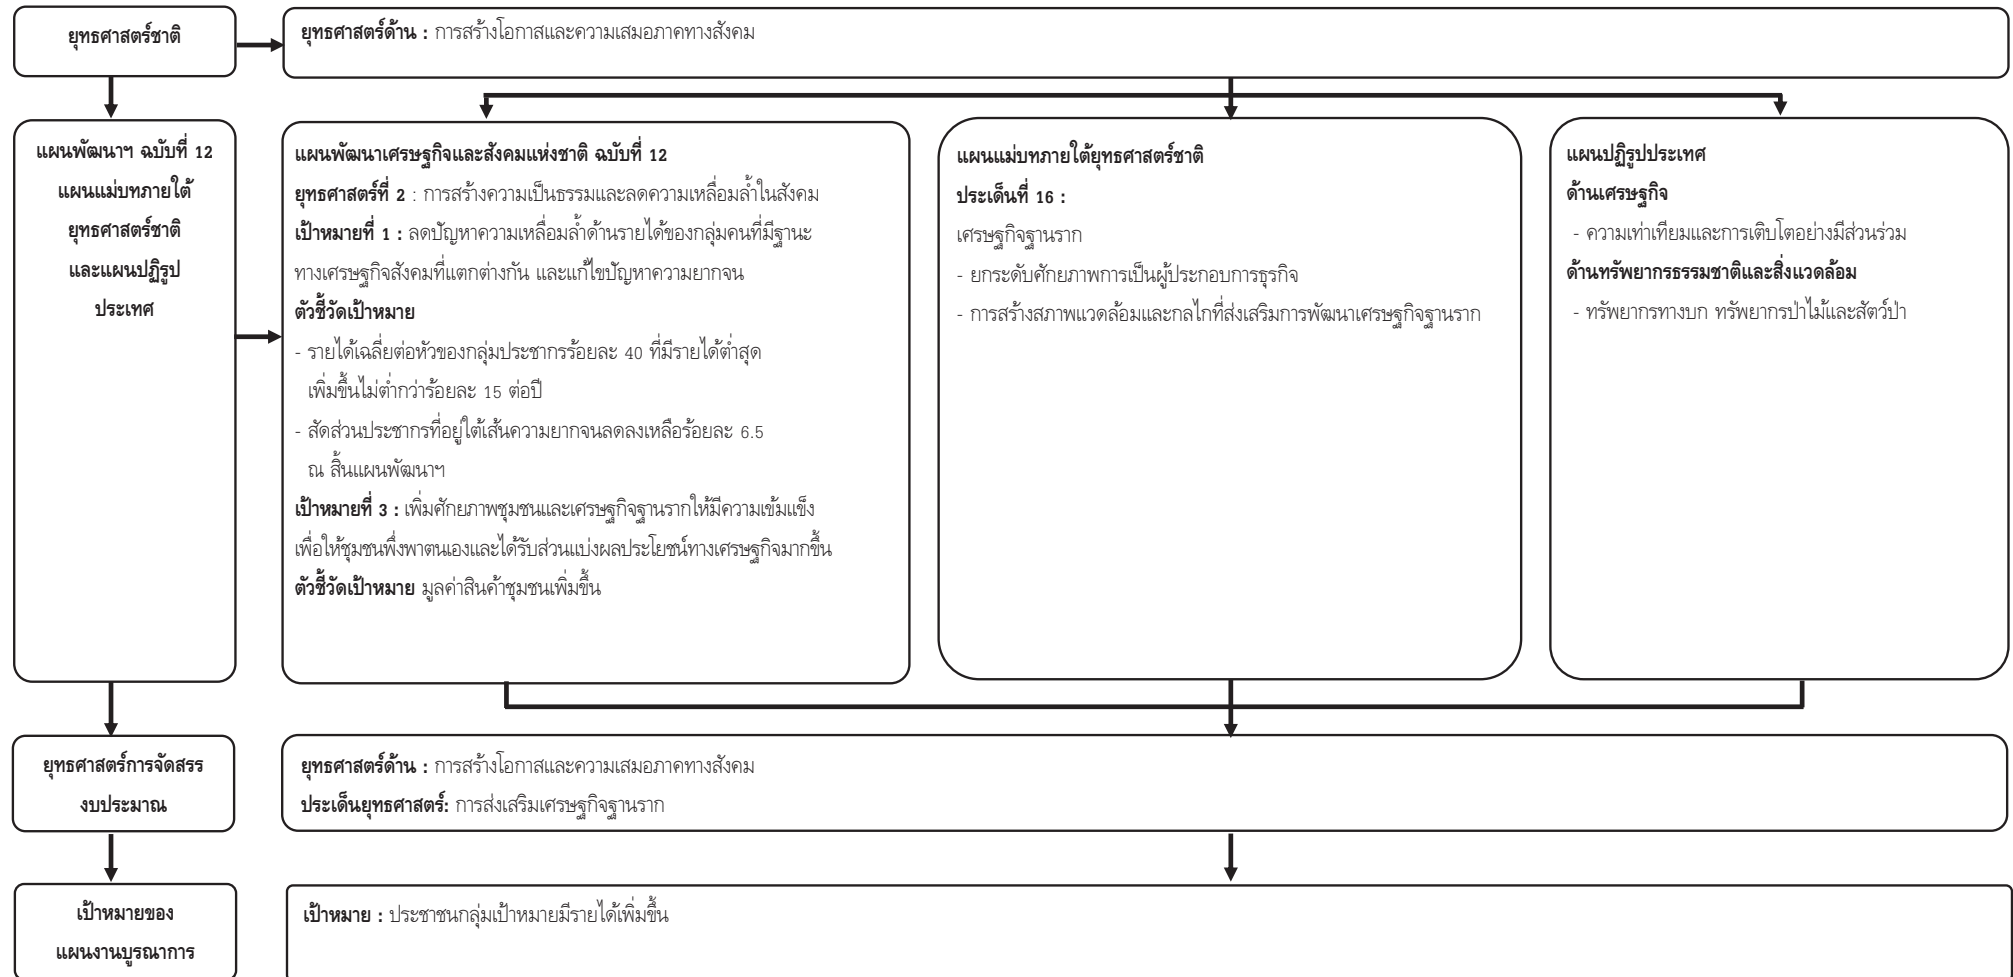 ยุทธศาสตร์ชาติ
ยุทธศาสตร์ด้าน : การสร้างโอกาสและความเสมอภาคทางสังคม
แผนพัฒนาฯ ฉบับที่ 12
แผนแม่บทภายใต้
ยุทธศาสตร์ชาติ
และแผนปฏิรูป
ประเทศ
แผนพัฒนาเศรษฐกิจและสังคมแห่งชาติ ฉบับที่ 12
ยุทธศาสตร์ที่ 2 : การสร้างความเป็นธรรมและลดความเหลื่อมล้ำในสังคม
เป้าหมายที่ 1 : ลดปัญหาความเหลื่อมล้ำด้านรายได้ของกลุ่มคนที่มีฐานะ
ทางเศรษฐกิจสังคมที่แตกต่างกัน และแก้ไขปัญหาความยากจน
ตัวชี้วัดเป้าหมาย
- รายได้เฉลี่ยต่อหัวของกลุ่มประชากรร้อยละ 40 ที่มีรายได้ต่ำสุด
เพิ่มขึ้นไม่ต่ำกว่าร้อยละ 15 ต่อปี
- สัดส่วนประชากรที่อยู่ใต้เส้นความยากจนลดลงเหลือร้อยละ 6.5
ณ สิ้นแผนพัฒนาฯ
เป้าหมายที่ 3 : เพิ่มศักยภาพชุมชนและเศรษฐกิจฐานรากให้มีความเข้มแข็ง
เพื่อให้ชุมชนพึ่งพาตนเองและได้รับส่วนแบ่งผลประโยชน์ทางเศรษฐกิจมากขึ้น
ตัวชี้วัดเป้าหมาย มูลค่าสินค้าชุมชนเพิ่มขึ้น
แผนแม่บทภายใต้ยุทธศาสตร์ชาติ
ประเด็นที่ 16 :
เศรษฐกิจฐานราก
- ยกระดับศักยภาพการเป็นผู้ประกอบการธุรกิจ
- การสร้างสภาพแวดล้อมและกลไกที่ส่งเสริมการพัฒนาเศรษฐกิจฐานราก
แผนปฏิรูปประเทศ
ด้านเศรษฐกิจ
- ความเท่าเทียมและการเติบโตอย่างมีส่วนร่วม
ด้านทรัพยากรธรรมชาติและสิ่งแวดล้อม
- ทรัพยากรทางบก ทรัพยากรป่าไม้และสัตว์ป่า
ยุทธศาสตร์การจัดสรร
งบประมาณ
ยุทธศาสตร์ด้าน : การสร้างโอกาสและความเสมอภาคทางสังคม
ประเด็นยุทธศาสตร์: การส่งเสริมเศรษฐกิจฐานราก
เป้าหมายของ
แผนงานบูรณาการ
เป้าหมาย : ประชาชนกลุ่มเป้าหมายมีรายได้เพิ่มขึ้น